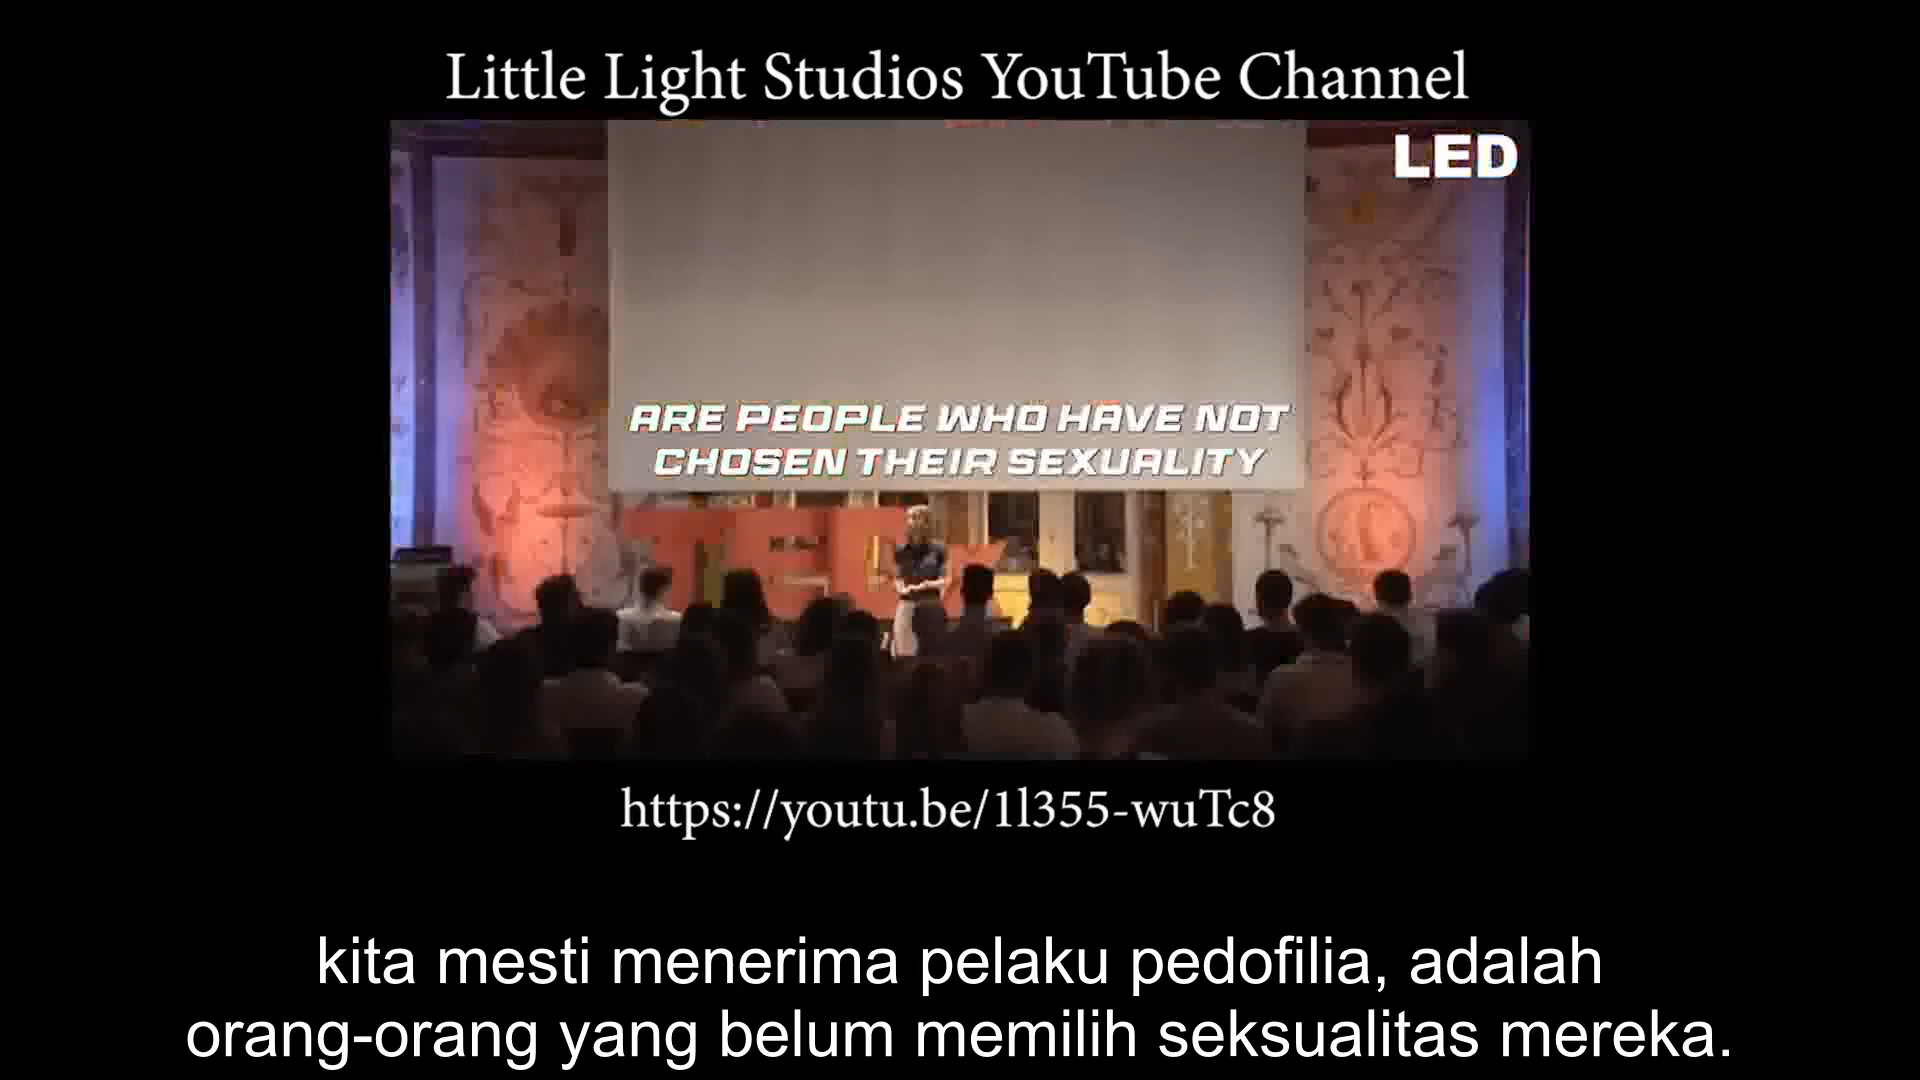 Little Light Studios YouTube Channel
LED
ARE PEOPLE WHO HAVE NOT
CHOSEN THEIR SEXUALITY
TEDx
https://youtu.be/1l355-wuTc8
kita mesti menerima pelaku pedofilia, adalah
orang-orang yang belum memilih seksualitas mereka.